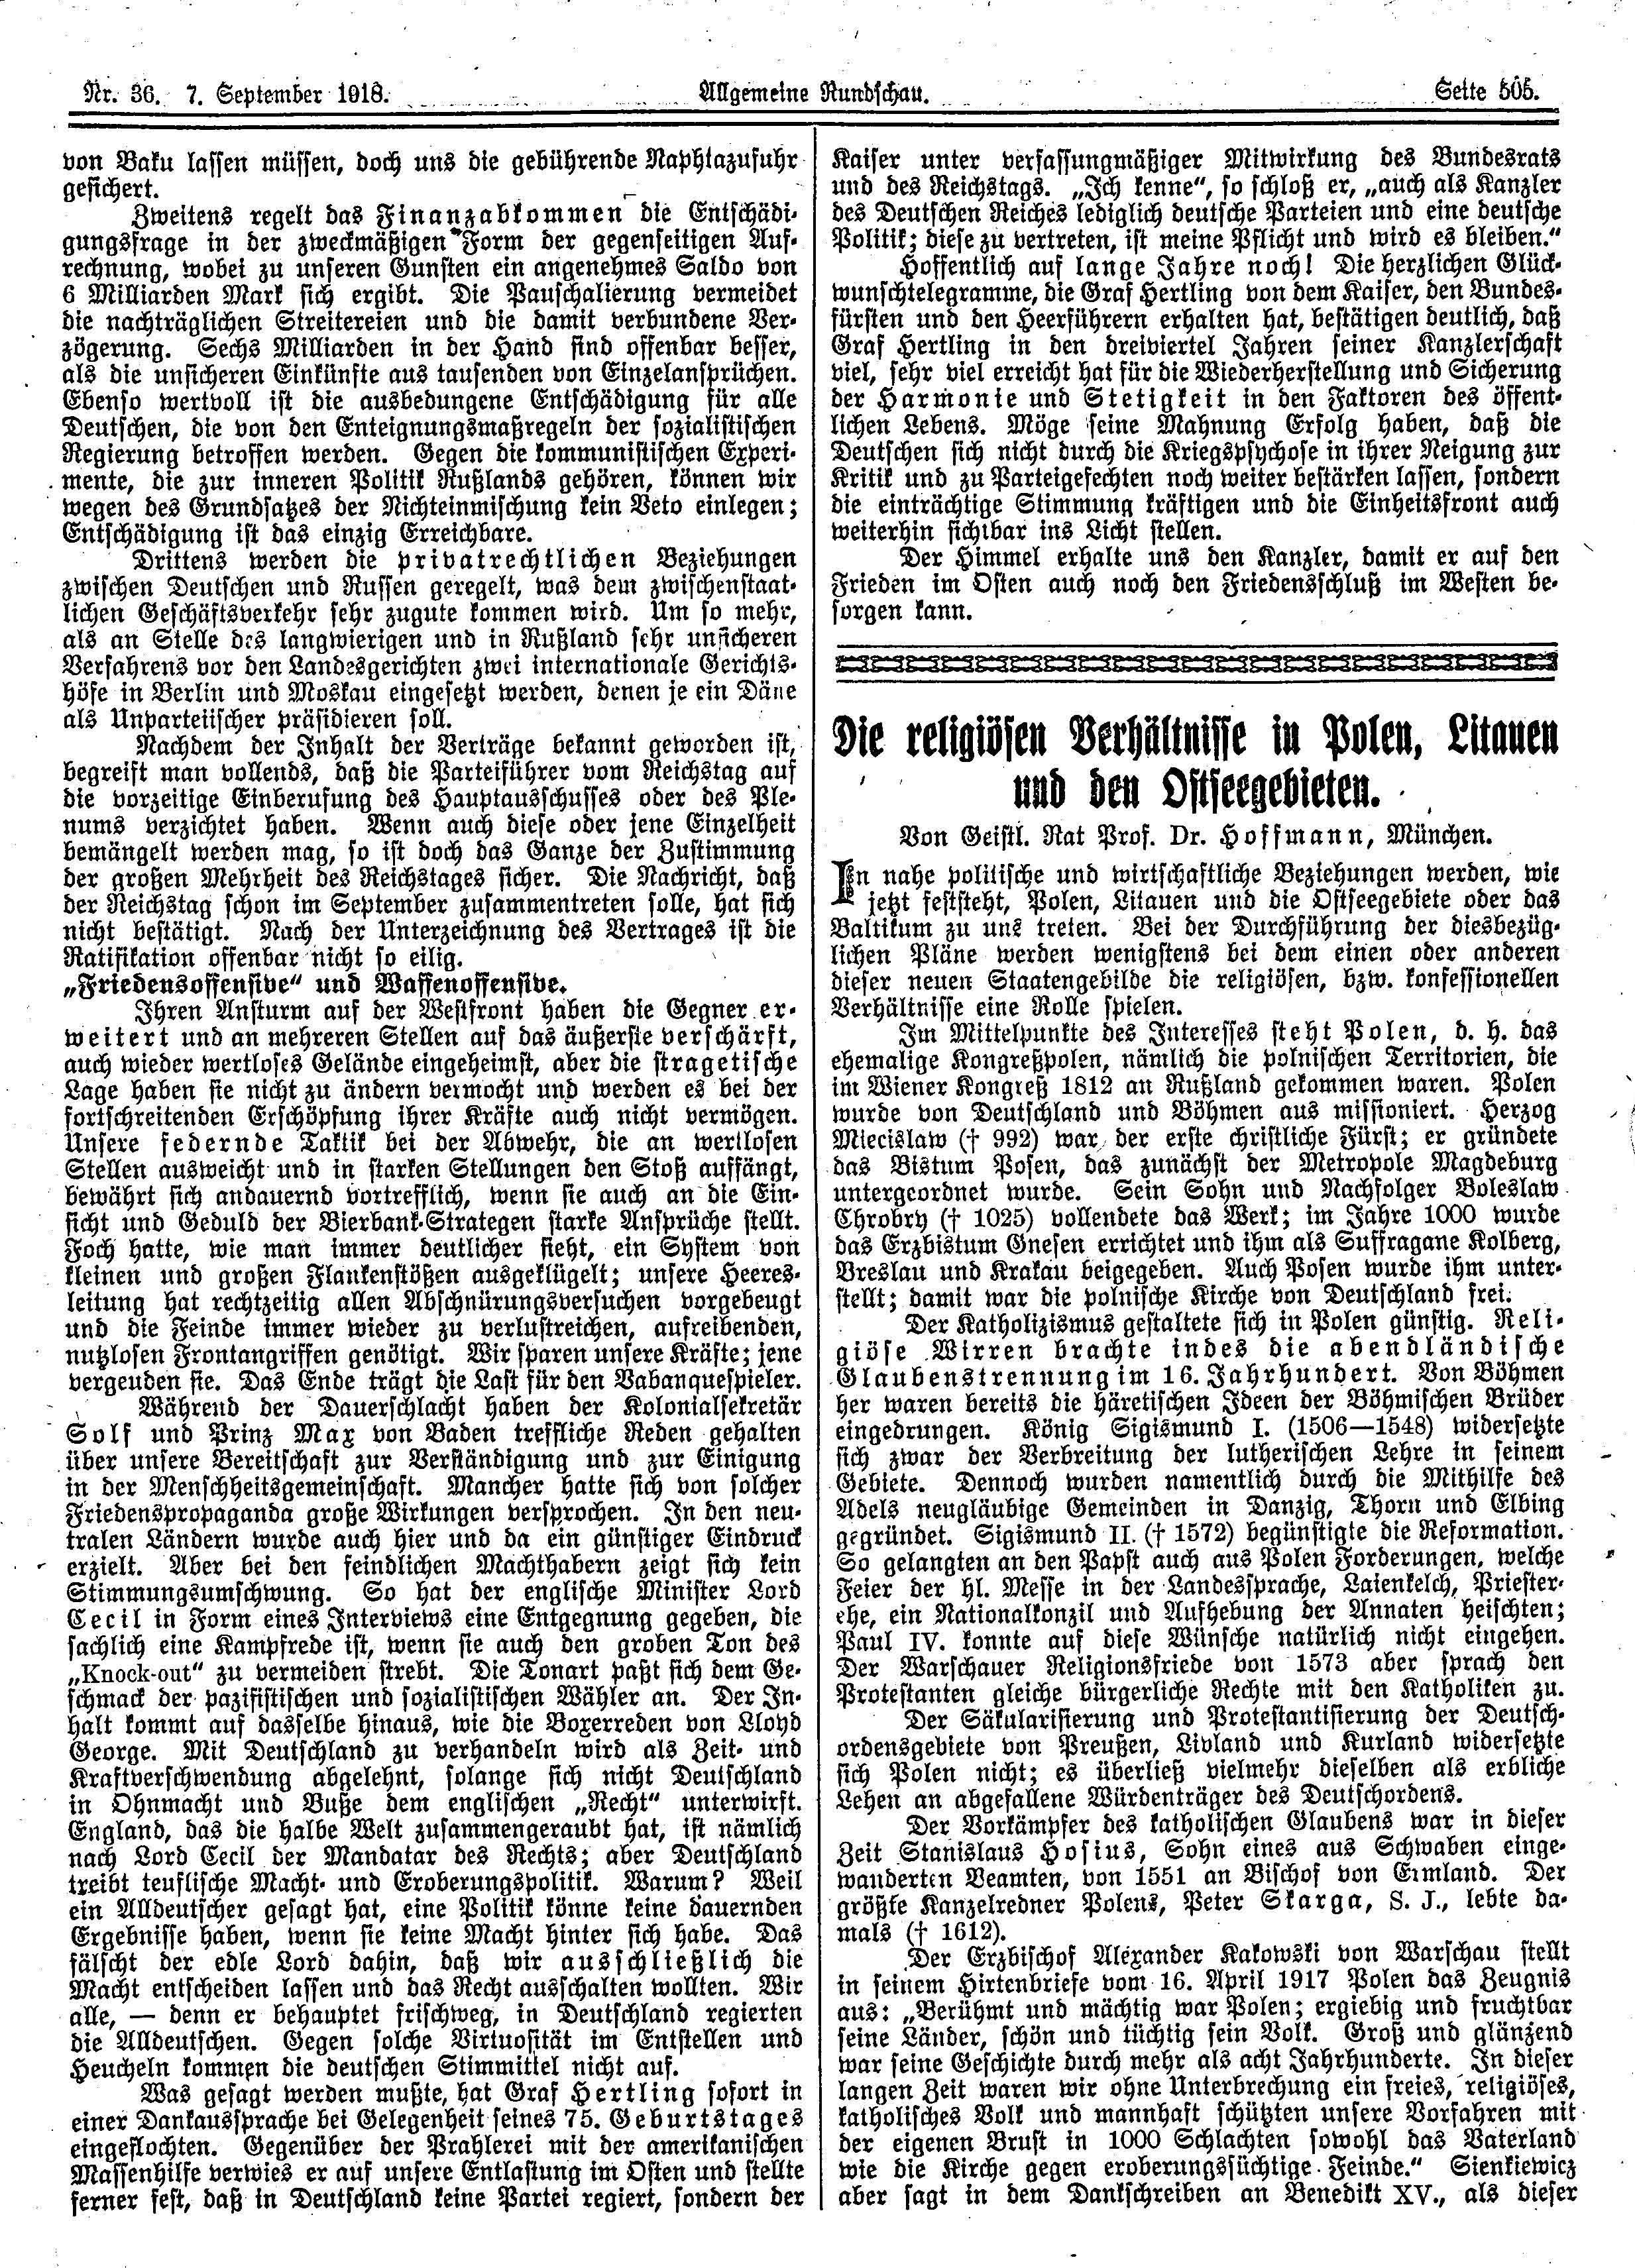 Nr. 36. 7. September 1918.
Allgemeine Rundschau.
Seite 505.
von Baku lassen müssen, doch uns die gebührende Naphtazufuhr
gesichert.
Zweitens regelt das Finanzabkommen die Entschädi-
gungsfrage in der zweckmäßigen Form der gegenseitigen Auf-
rechnung, wobei zu unseren Gunsten ein angenehmes Saldo von
6 Milliarden Mark sich ergibt. Die Pauschalierung vermeidet
die nachträglichen Streitereien und die damit verbundene Ver-
zögerung. Sechs Milliarden in der Hand sind offenbar besser,
als die unsicheren Einkünfte aus tausenden von Einzelansprüchen.
Ebenso wertvoll ist die ausbedungene Entschädigung für alle
Deutschen, die von den Enteignungsmaßregeln der sozialistischen
Regierung betroffen werden. Gegen die kommunistischen Experi-
mente, die zur inneren Politik Rußlands gehören, können wir
wegen des Grundsatzes der Nichteinmischung kein Veto einlegen;
Entschädigung ist das einzig Erreichbare.
Drittens werden die privatrechtlichen Beziehungen
zwischen Deutschen und Russen geregelt, was dem zwischenstaat-
lichen Geschäftsverkehr sehr zugute kommen wird. Um so mehr,
als an Stelle des langwierigen und in Rußland sehr unsicheren
Verfahrens vor den Landesgerichten zwei internationale Gerichts-
höfe in Berlin und Moskau eingesetzt werden, denen je ein Däne
als Unparteiischer präsidieren soll.
Nachdem der Inhalt der Verträge bekannt geworden ist,
begreift man vollends, daß die Parteiführer vom Reichstag auf
die vorzeitige Einberufung des Hauptausschusses oder des Ple-
nums verzichtet haben. Wenn auch diese oder jene Einzelheit
bemängelt werden mag, so ist doch das Ganze der Zustimmung
der großen Mehrheit des Reichstages sicher. Die Nachricht, daß
der Reichstag schon im September zusammentreten solle, hat sich
nicht bestätigt. Nach der Unterzeichnung des Vertrages ist die
Ratifikation offenbar nicht so eilig.
„Friedensoffensive“ und Waffenoffensive.
Ihren Ansturm auf der Westfront haben die Gegner er-
weitert und an mehreren Stellen auf das äußerste verschärft,
auch wieder wertloses Gelände eingeheimst, aber die stragetische
Lage haben sie nicht zu ändern vermocht und werden es bei der
fortschreitenden Erschöpfung ihrer Kräfte auch nicht vermögen.
Unsere federnde Taktik bei der Abwehr, die an wertlosen
Stellen ausweicht und in starken Stellungen den Stoß auffängt,
bewährt sich andauernd vortrefflich, wenn sie auch an die Ein-
sicht und Geduld der Bierbank-Strategen starke Ansprüche stellt.
Foch hatte, wie man immer deutlicher sieht, ein System von
kleinen und großen Flankenstößen ausgeklügelt; unsere Heeres-
leitung hat rechtzeitig allen Abschnürungsversuchen vorgebeugt
und die Feinde immer wieder zu verlustreichen, aufreibenden,
nutzlosen Frontangriffen genötigt. Wir sparen unsere Kräfte; jene
vergeuden sie. Das Ende trägt die Last für den Vabanquespieler.
Während der Dauerschlacht haben der Kolonialsekretär
Solf und Prinz Max von Baden treffliche Reden gehalten
über unsere Bereitschaft zur Verständigung und zur Einigung
in der Menschheitsgemeinschaft. Mancher hatte sich von solcher
Friedenspropaganda große Wirkungen versprochen. In den neu-
tralen Ländern wurde auch hier und da ein günstiger Eindruck
erzielt. Aber bei den feindlichen Machthabern zeigt sich kein
Stimmungsumschwung. So hat der englische Minister Lord
Cecil in Form eines Interviews eine Entgegnung gegeben, die
sachlich eine Kampfrede ist, wenn sie auch den groben Ton des
„Knock-out“ zu vermeiden strebt. Die Tonart paßt sich dem Ge-
schmack der pazifistischen und sozialistischen Wähler an. Der In-
halt kommt auf dasselbe hinaus, wie die Boxerreden von Lloyd
George. Mit Deutschland zu verhandeln wird als Zeit- und
Kraftverschwendung abgelehnt, solange sich nicht Deutschland
in Ohnmacht und Buße dem englischen „Recht“ unterwirft.
England, das die halbe Welt zusammengeraubt hat, ist nämlich
nach Lord Cecil der Mandatar des Rechts; aber Deutschland
treibt teuflische Macht- und Eroberungspolitik. Warum? Weil
ein Alldeutscher gesagt hat, eine Politik könne keine dauernden
Ergebnisse haben, wenn sie keine Macht hinter sich habe. Das
fälscht der edle Lord dahin, daß wir ausschließlich die
Macht entscheiden lassen und das Recht ausschalten wollten. Wir
alle, — denn er behauptet frischweg, in Deutschland regierten
die Alldeutschen. Gegen solche Virtuosität im Entstellen und
Heucheln kommen die deutschen Stimmittel nicht auf.
Was gesagt werden mußte, hat Graf Hertling sofort in
einer Dankaussprache bei Gelegenheit seines 75. Geburtstages
eingeflochten. Gegenüber der Prahlerei mit der amerikanischen
Massenhilfe verwies er auf unsere Entlastung im Osten und stellte
ferner fest, daß in Deutschland keine Partei regiert, sondern der
Kaiser unter verfassungmäßiger Mitwirkung des Bundesrats
und des Reichstags. „Ich kenne“, so schloß er, „auch als Kanzler
des Deutschen Reiches lediglich deutsche Parteien und eine deutsche
Politik; diese zu vertreten, ist meine Pflicht und wird es bleiben.“
Hoffentlich auf lange Jahre noch! Die herzlichen Glück-
wunschtelegramme, die Graf Hertling von dem Kaiser, den Bundes-
fürsten und den Heerführern erhalten hat, bestätigen deutlich, daß
Graf Hertling in den dreiviertel Jahren seiner Kanzlerschaft
viel, sehr viel erreicht hat für die Wiederherstellung und Sicherung
der Harmonie und Stetigkeit in den Faktoren des öffent-
lichen Lebens. Möge seine Mahnung Erfolg haben, daß die
Deutschen sich nicht durch die Kriegspsychose in ihrer Neigung zur
Kritik und zu Parteigefechten noch weiter bestärken lassen, sondern
die einträchtige Stimmung kräftigen und die Einheitsfront auch
weiterhin sichtbar ins Licht stellen.
Der Himmel erhalte uns den Kanzler, damit er auf den
Frieden im Osten auch noch den Friedensschluß im Westen be-
sorgen kann.
Die religiösen Verhältnisse in Polen, Litauen
und den Ostseegebieten.
Von Geistl. Rat Prof. Dr. Hoffmann, München.
In nahe politische und wirtschaftliche Beziehungen werden, wie
jetzt feststeht, Polen, Litauen und die Ostseegebiete oder das
Baltikum zu uns treten. Bei der Durchführung der diesbezüg-
lichen Pläne werden wenigstens bei dem einen oder anderen
dieser neuen Staatengebilde die religiösen, bzw. konfessionellen
Verhältnisse eine Rolle spielen.
Im Mittelpunkte des Interesses steht Polen, d. h. das
ehemalige Kongreßpolen, nämlich die polnischen Territorien, die
im Wiener Kongreß 1812 an Rußland gekommen waren. Polen
wurde von Deutschland und Böhmen aus missioniert. Herzog
Miecislaw († 992) war der erste christliche Fürst; er gründete
das Bistum Posen, das zunächst der Metropole Magdeburg
untergeordnet wurde. Sein Sohn und Nachfolger Boleslaw
Chrobry († 1025) vollendete das Werk; im Jahre 1000 wurde
das Erzbistum Gnesen errichtet und ihm als Suffragane Kolberg,
Breslau und Krakau beigegeben. Auch Posen wurde ihm unter-
stellt; damit war die polnische Kirche von Deutschland frei.
Der Katholizismus gestaltete sich in Polen günstig. Reli-
giöse Wirren brachte indes die abendländische
Glaubenstrennung im 16. Jahrhundert. Von Böhmen
her waren bereits die häretischen Ideen der Böhmischen Brüder
eingedrungen. König Sigismund I. (1506—1548) widersetzte
sich zwar der Verbreitung der lutherischen Lehre in seinem
Gebiete. Dennoch wurden namentlich durch die Mithilfe des
Adels neugläubige Gemeinden in Danzig, Thorn und Elbing
gegründet. Sigismund II. († 1572) begünstigte die Reformation.
So gelangten an den Papst auch aus Polen Forderungen, welche
Feier der hl. Messe in der Landessprache, Laienkelch, Priester-
ehe, ein Nationalkonzil und Aufhebung der Annaten heischten;
Paul IV. konnte auf diese Wünsche natürlich nicht eingehen.
Der Warschauer Religionsfriede von 1573 aber sprach den
Protestanten gleiche bürgerliche Rechte mit den Katholiken zu.
Der Säkularisierung und Protestantisierung der Deutsch-
ordensgebiete von Preußen, Livland und Kurland widersetzte
sich Polen nicht; es überließ vielmehr dieselben als erbliche
Lehen an abgefallene Würdenträger des Deutschordens.
Der Vorkämpfer des katholischen Glaubens war in dieser
Zeit Stanislaus Hosius, Sohn eines aus Schwaben einge-
wanderten Beamten, von 1551 an Bischof von Ermland. Der
größte Kanzelredner Polens, Peter Skarga, S. J., lebte da-
mals († 1612).
Der Erzbischof Alexander Kakowski von Warschau stellt
in seinem Hirtenbriefe vom 16. April 1917 Polen das Zeugnis
aus: „Berühmt und mächtig war Polen; ergiebig und fruchtbar
seine Länder, schön und tüchtig sein Volk. Groß und glänzend
war seine Geschichte durch mehr als acht Jahrhunderte. In dieser
langen Zeit waren wir ohne Unterbrechung ein freies, religiöses,
katholisches Volk und mannhaft schützten unsere Vorfahren mit
der eigenen Brust in 1000 Schlachten sowohl das Vaterland
wie die Kirche gegen eroberungssüchtige Feinde.“ Sienkiewicz
aber sagt in dem Dankschreiben an Benedikt XV., als dieser